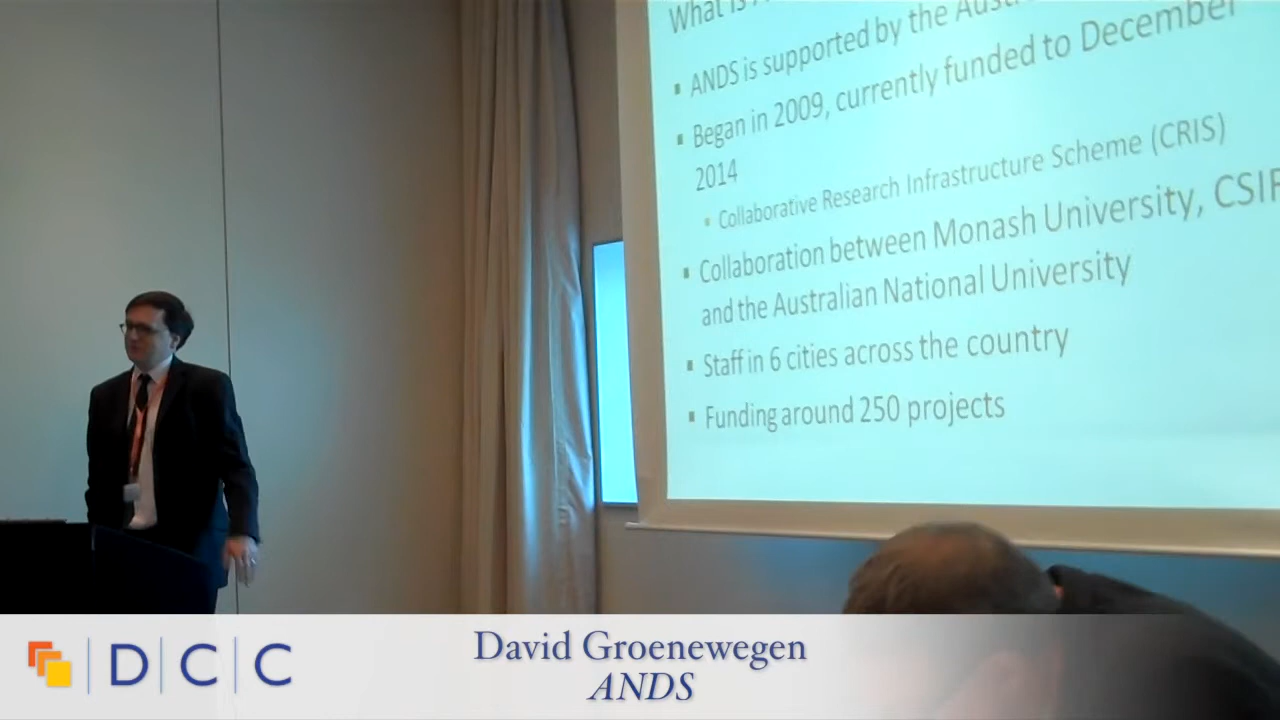 What is
ANDS is supported by the
Began in 2009, currently funded to December
2014
Collaborative Research Infrastructure Scheme (CRIS)
Collaboration between Monash University,
and the Australian National University
Staff in 6 cities across the country
Funding around 250 projects
D C C
David Groenewegen
ANDS